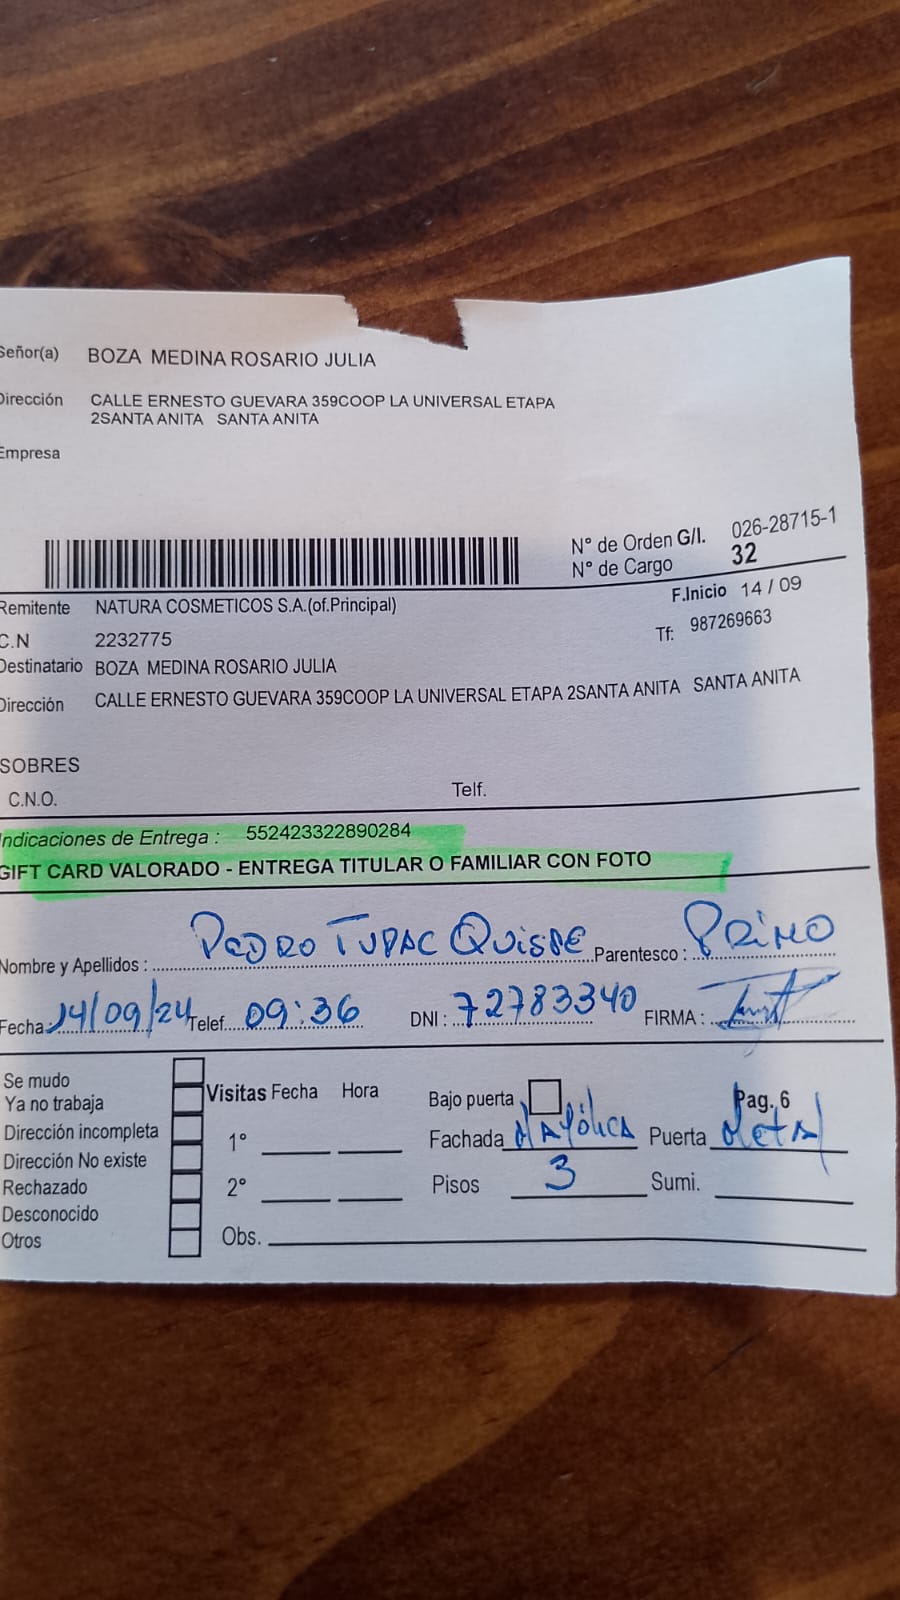 Señor(a) BOZA MEDINA ROSARIO JULIA
Dirección CALLE ERNESTO GUEVARA 359COOP LA UNIVERSAL ETAPA
2SANTA ANITA SANTA ANITA
Empresa
N° de Orden G/I. 026-28715-1
N° de Cargo 32
Remitente NATURA COSMETICOS S.A.(of.Principal)
F.Inicio 14 / 09
C.N 2232775
Tf: 987269663
Destinatario BOZA MEDINA ROSARIO JULIA
Dirección CALLE ERNESTO GUEVARA 359COOP LA UNIVERSAL ETAPA 2SANTA ANITA SANTA ANITA
SOBRES
C.N.O. Telf.
Indicaciones de Entrega : 552423322890284
GIFT CARD VALORADO - ENTREGA TITULAR O FAMILIAR CON FOTO
Nombre y Apellidos : PEDRO TUPAC QUISPE Parentesco : PRIMO
Fecha 14/09/24 Telef. 09:36 DNI : 72783340 FIRMA :
Se mudo
Ya no trabaja
Dirección incompleta
Dirección No existe
Rechazado
Desconocido
Otros
Visitas Fecha Hora
1°
2°
Obs.
Bajo puerta Pag. 6
Fachada Mayólica Puerta Metal
Pisos 3 Sumi.